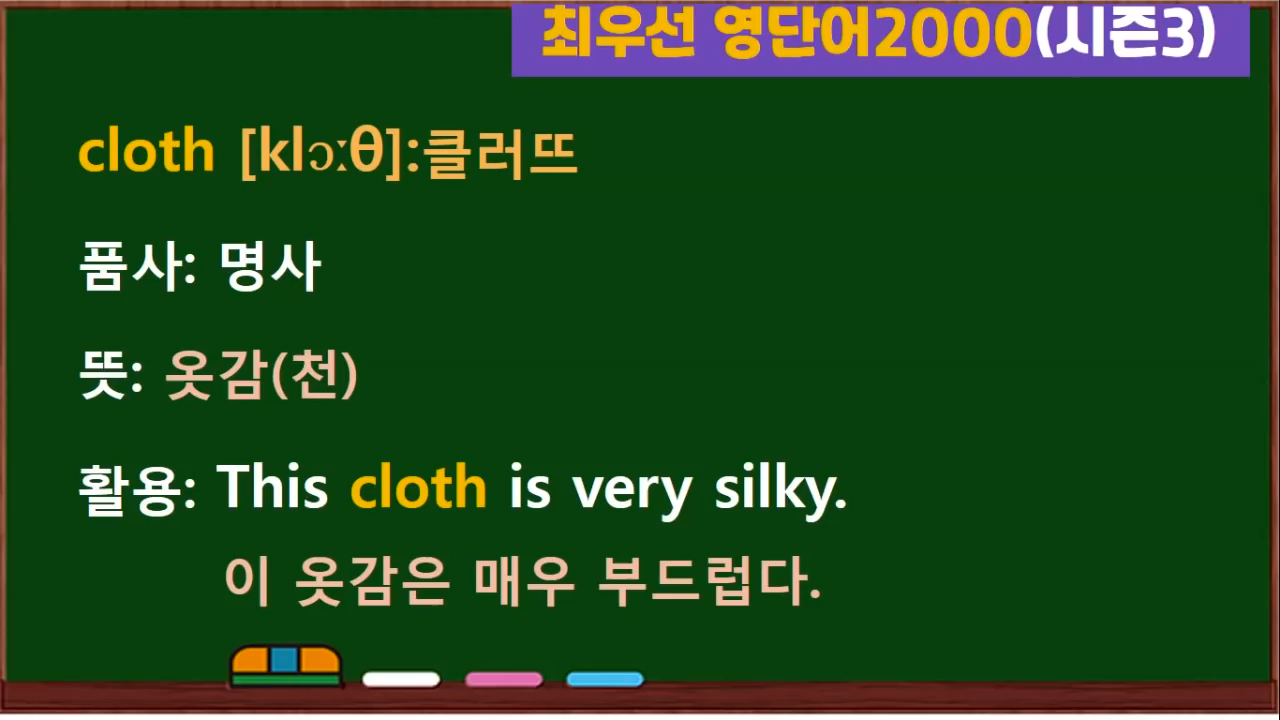 최우선 영단어2000(시즌3)
cloth [klɔːθ]:클러뜨
품사: 명사
뜻: 옷감(천)
활용: This cloth is very silky.
이 옷감은 매우 부드럽다.